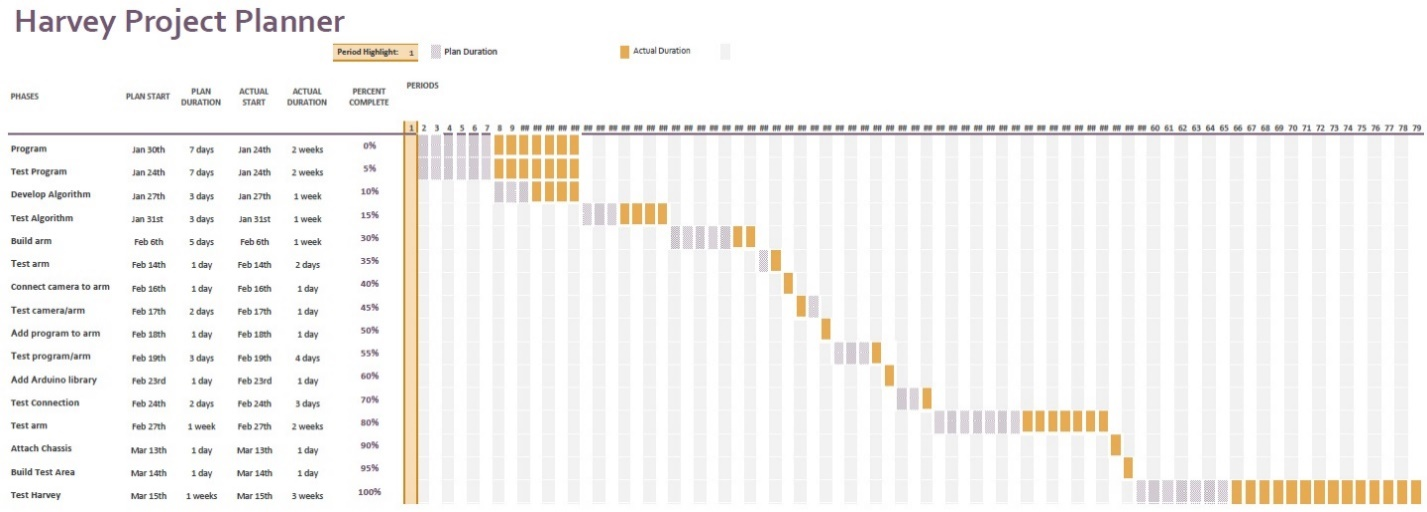 Harvey Project Planner
Period Highlight: 1 Plan Duration Actual Duration
PHASES PLAN START PLAN DURATION ACTUAL START ACTUAL DURATION PERCENT COMPLETE PERIODS
1 2 3 4 5 6 7 8 9 ## ## ## ## ## ## ## ## ## ## ## ## ## ## ## ## ## ## ## ## ## ## ## ## ## ## ## ## ## ## ## ## ## ## ## ## ## ## ## ## ## ## ## ## ## ## ## ## ## ## 60 61 62 63 64 65 66 67 68 69 70 71 72 73 74 75 76 77 78 79
Program Jan 30th 7 days Jan 24th 2 weeks 0%
Test Program Jan 24th 7 days Jan 24th 2 weeks 5%
Develop Algorithm Jan 27th 3 days Jan 27th 1 week 10%
Test Algorithm Jan 31st 3 days Jan 31st 1 week 15%
Build arm Feb 6th 5 days Feb 6th 1 week 30%
Test arm Feb 14th 1 day Feb 14th 2 days 35%
Connect camera to arm Feb 16th 1 day Feb 16th 1 day 40%
Test camera/arm Feb 17th 2 days Feb 17th 1 day 45%
Add program to arm Feb 18th 1 day Feb 18th 1 day 50%
Test program/arm Feb 19th 3 days Feb 19th 4 days 55%
Add Arduino library Feb 23rd 1 day Feb 23rd 1 day 60%
Test Connection Feb 24th 2 days Feb 24th 3 days 70%
Test arm Feb 27th 1 week Feb 27th 2 weeks 80%
Attach Chassis Mar 13th 1 day Mar 13th 1 day 90%
Build Test Area Mar 14th 1 day Mar 14th 1 day 95%
Test Harvey Mar 15th 1 weeks Mar 15th 3 weeks 100%